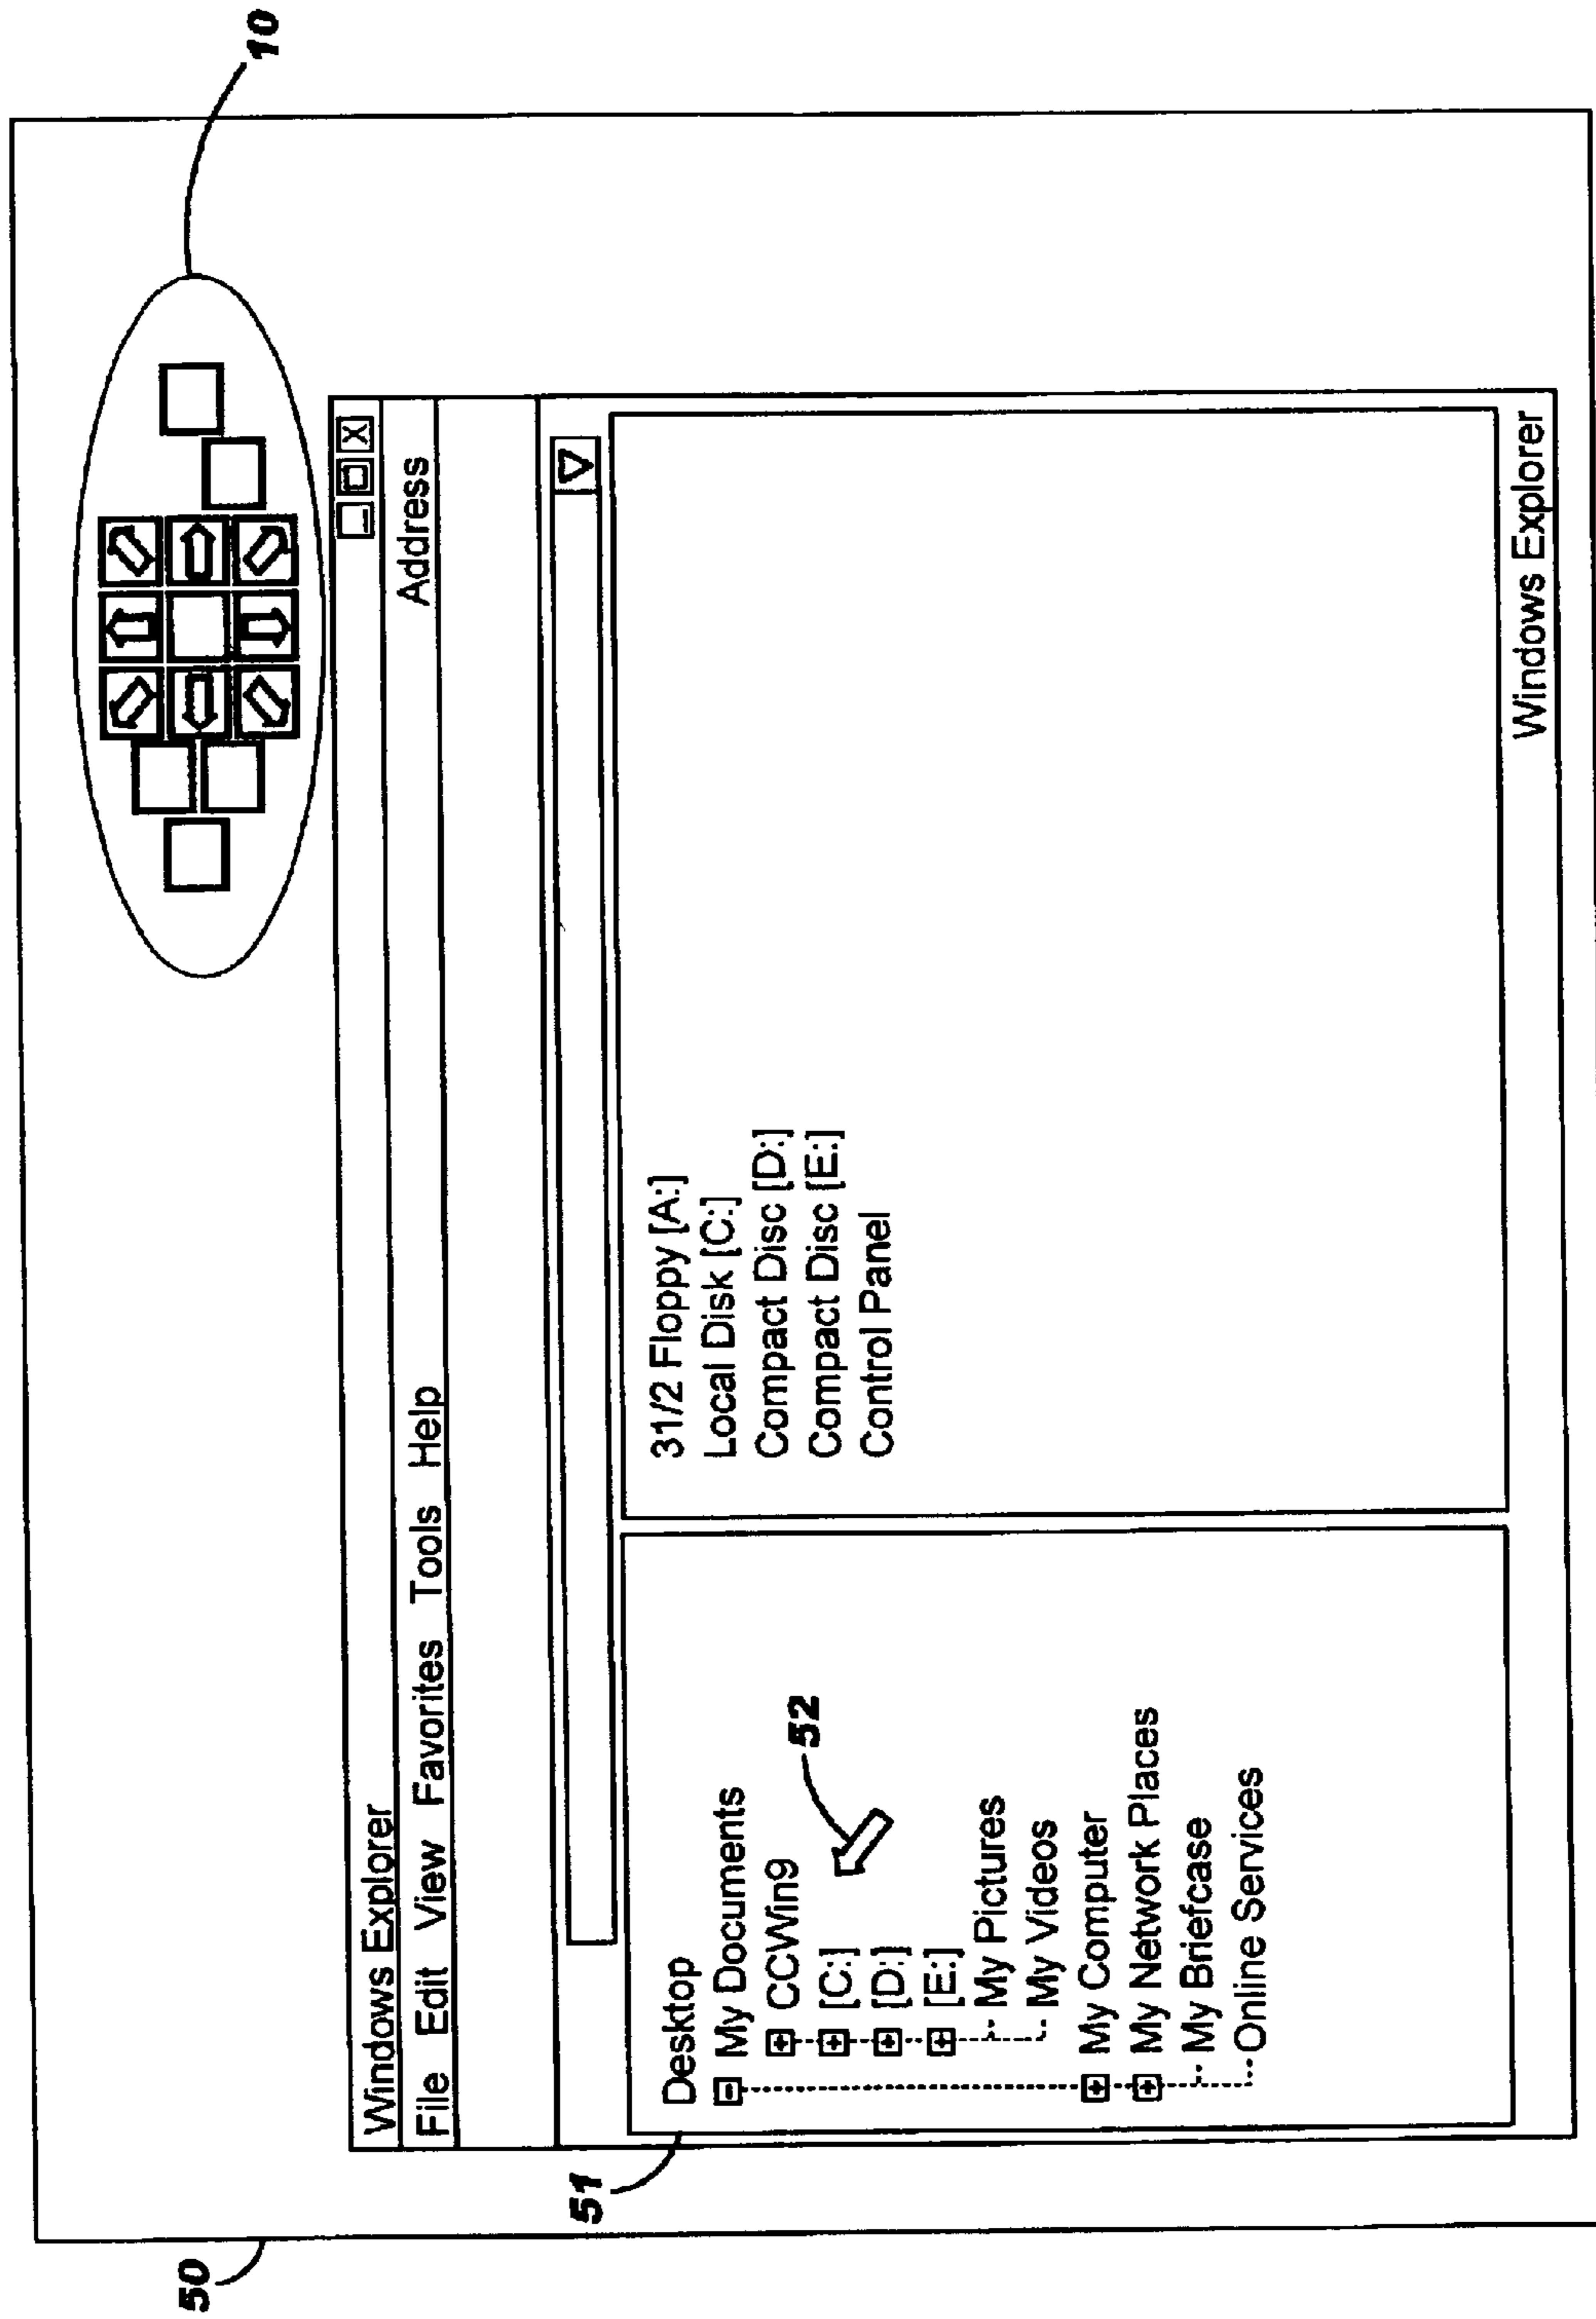 10
50
Windows Explorer
File Edit View Favorites Tools Help Address
51
Desktop
My Documents
CCWin9
[C:]
[D:]
[E:]
My Pictures
My Videos
My Computer
My Network Places
My Briefcase
Online Services
52
31/2 Floppy [A:]
Local Disk [C:]
Compact Disc [D:]
Compact Disc [E:]
Control Panel
Windows Explorer